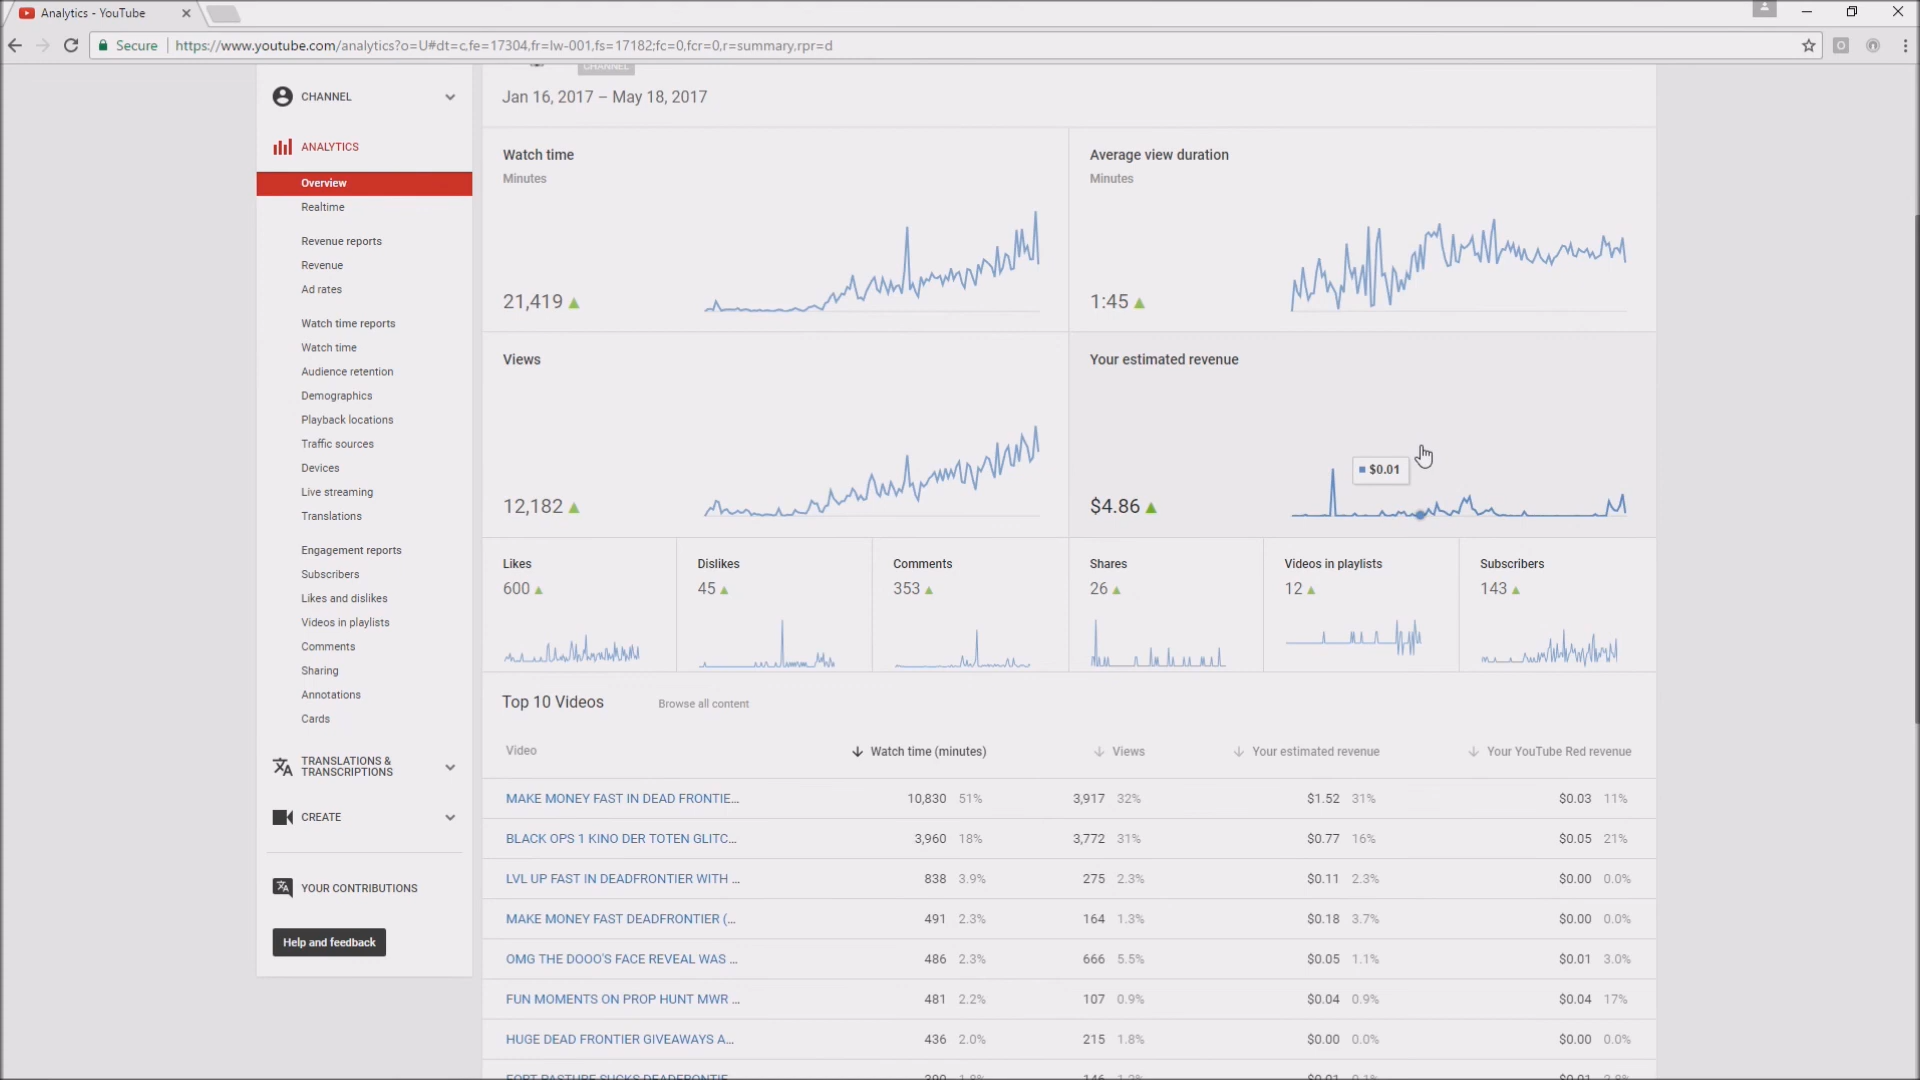 Analytics - YouTube
Secure https://www.youtube.com/analytics?o=U#dt=c,fe=17304,fr=lw-001,fs=17182;fc=0,fcr=0,r=summary,rpr=d
CHANNEL
CHANNEL
Jan 16, 2017 – May 18, 2017
ANALYTICS
Overview
Realtime
Revenue reports
Revenue
Ad rates
Watch time reports
Watch time
Audience retention
Demographics
Playback locations
Traffic sources
Devices
Live streaming
Translations
Engagement reports
Subscribers
Likes and dislikes
Videos in playlists
Comments
Sharing
Annotations
Cards
TRANSLATIONS &
TRANSCRIPTIONS
CREATE
YOUR CONTRIBUTIONS
Help and feedback
Watch time
Minutes
21,419
Average view duration
Minutes
1:45
Views
12,182
Your estimated revenue
$0.01
$4.86
Likes
600
Dislikes
45
Comments
353
Shares
26
Videos in playlists
12
Subscribers
143
Top 10 Videos Browse all content
Video Watch time (minutes) Views Your estimated revenue Your YouTube Red revenue
MAKE MONEY FAST IN DEAD FRONTIE... 10,830 51% 3,917 32% $1.52 31% $0.03 11%
BLACK OPS 1 KINO DER TOTEN GLITC... 3,960 18% 3,772 31% $0.77 16% $0.05 21%
LVL UP FAST IN DEADFRONTIER WITH ... 838 3.9% 275 2.3% $0.11 2.3% $0.00 0.0%
MAKE MONEY FAST DEADFRONTIER (... 491 2.3% 164 1.3% $0.18 3.7% $0.00 0.0%
OMG THE DOOO'S FACE REVEAL WAS ... 486 2.3% 666 5.5% $0.05 1.1% $0.01 3.0%
FUN MOMENTS ON PROP HUNT MWR ... 481 2.2% 107 0.9% $0.04 0.9% $0.04 17%
HUGE DEAD FRONTIER GIVEAWAYS A... 436 2.0% 215 1.8% $0.00 0.0% $0.00 0.0%
FORT PASTURE SUCKS DEADFRONTIE...